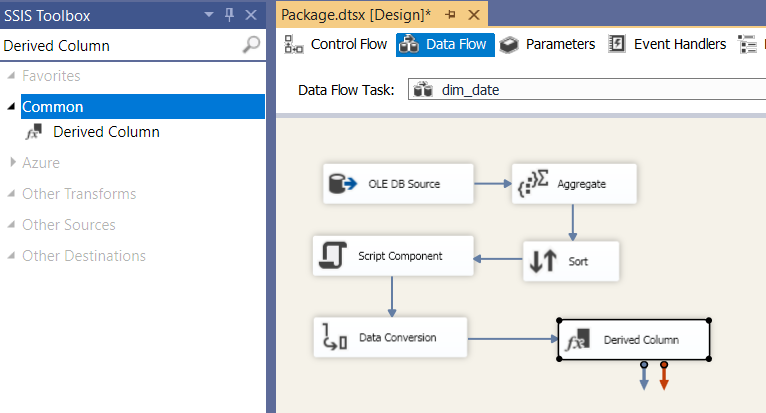 SSIS Toolbox
Derived Column
Favorites
Common
Derived Column
Azure
Other Transforms
Other Sources
Other Destinations
Package.dtsx [Design]*
Control Flow
Data Flow
Parameters
Event Handlers
Data Flow Task:
dim_date
OLE DB Source
Aggregate
Script Component
Sort
Data Conversion
Derived Column